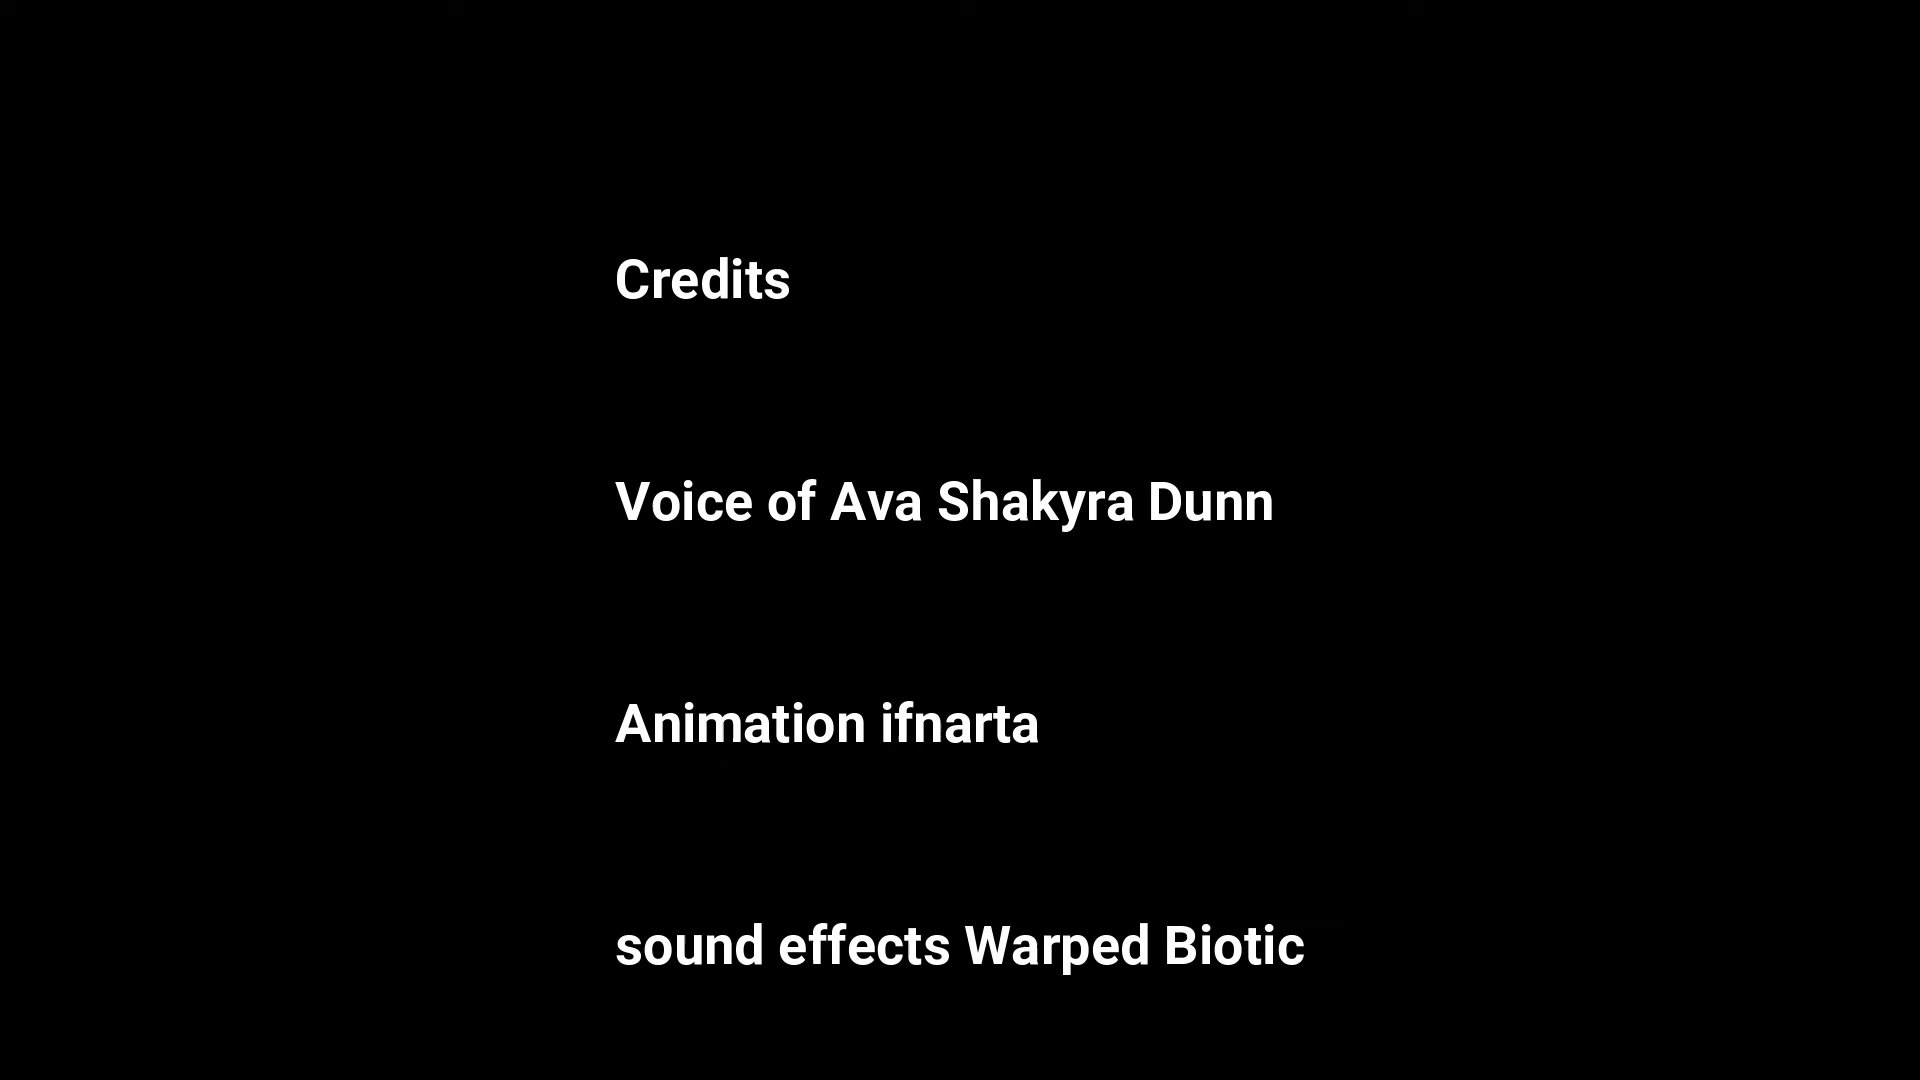 Credits
Voice of Ava Shakyra Dunn
Animation ifnarta
sound effects Warped Biotic